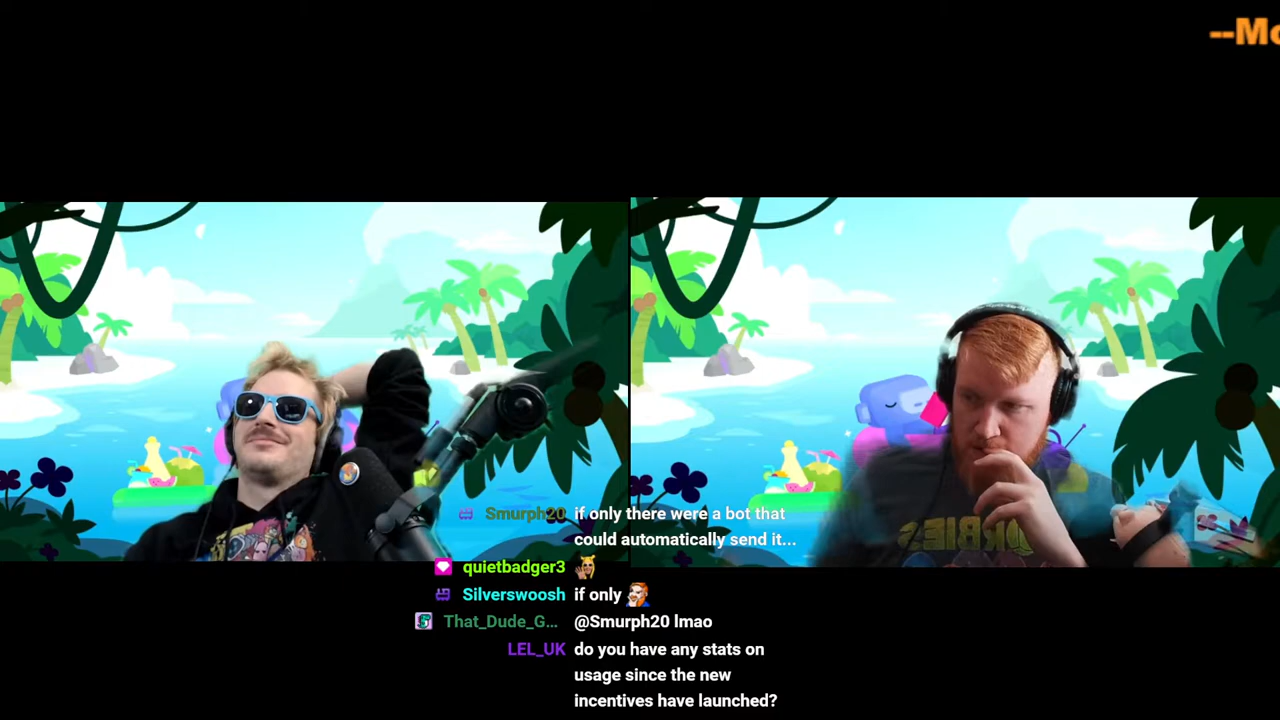 --Mo
Smurph20 if only there were a bot that
could automatically send it...
quietbadger3
Silverswoosh if only
That_Dude_G... @Smurph20 lmao
LEL_UK do you have any stats on
usage since the new
incentives have launched?